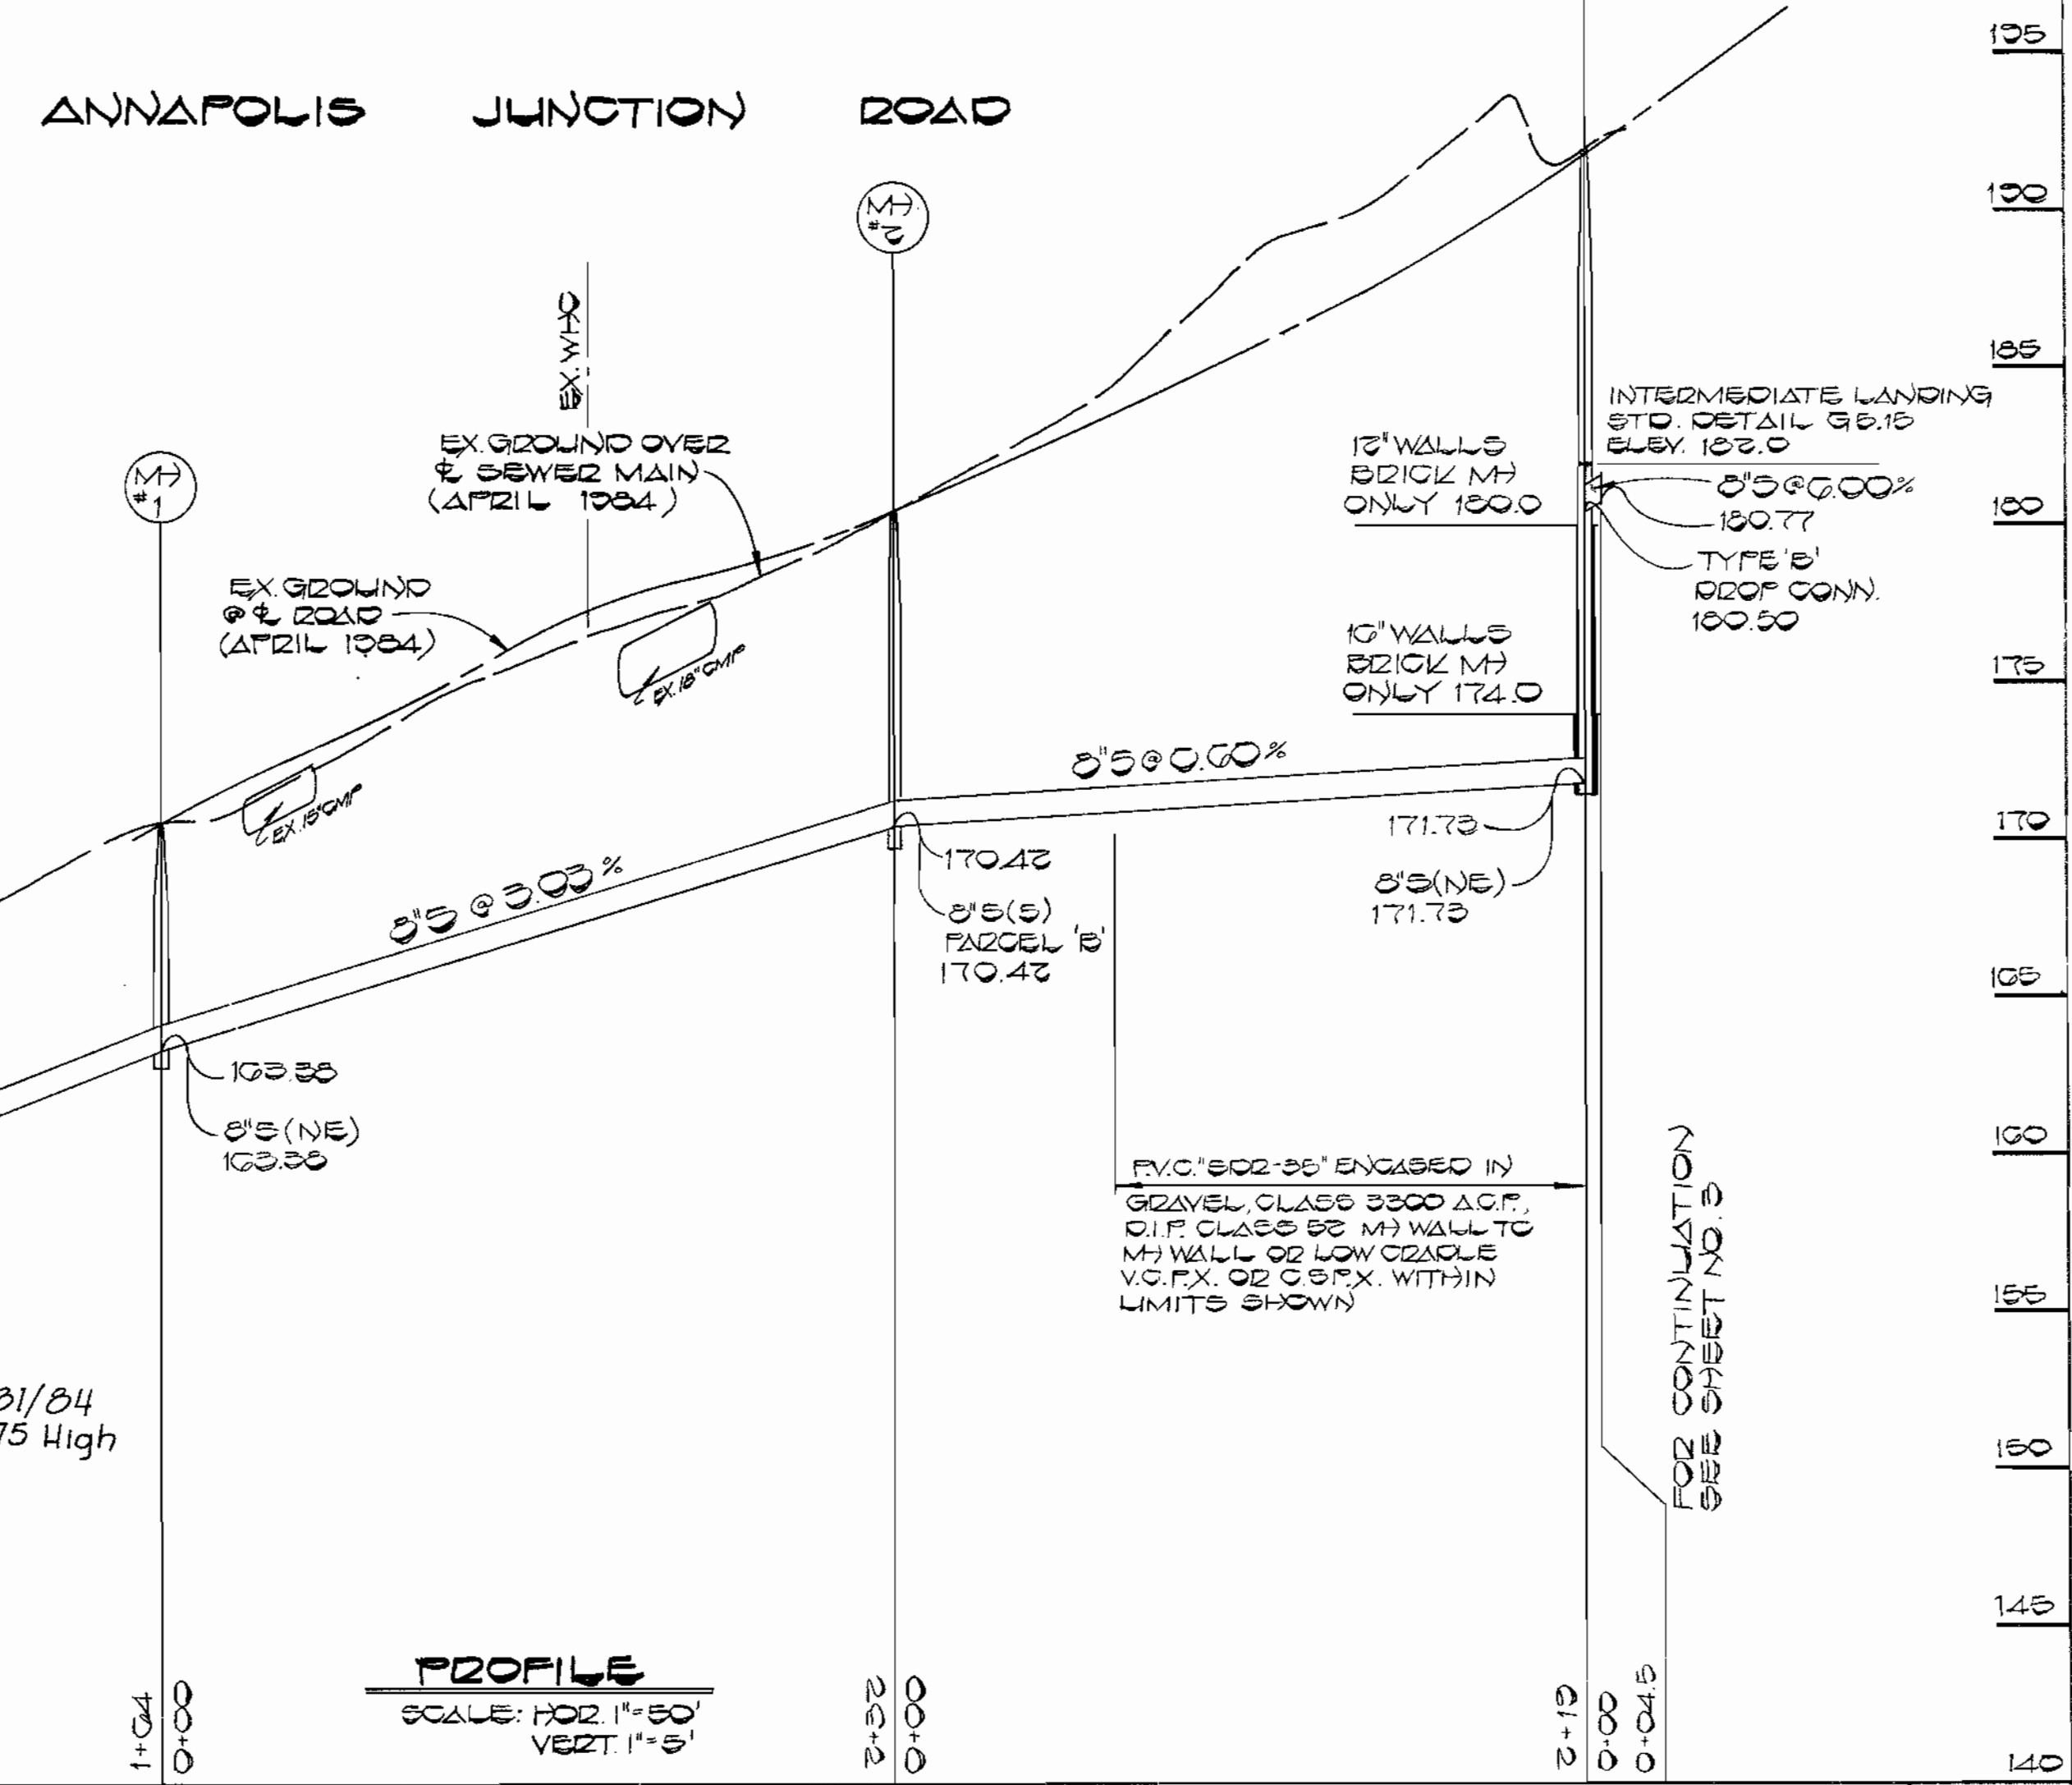 ANNAPOLIS JUNCTION ROAD
MH #1
EX. WHC
MH. #2
EX. GROUND OVER
℄ SEWER MAIN
(APRIL 1984)
EX. GROUND
@ ℄ ROAD
(APRIL 1984)
EX. 15" CMP
EX. 18" CMP
8"S @ 3.03%
8"S @ 0.60%
163.38
8"S (NE)
163.38
170.42
8"S (S)
PARCEL 'B'
170.42
12" WALLS
BRICK MH
ONLY 180.0
16" WALLS
BRICK MH
ONLY 174.0
171.73
8"S (NE)
171.73
INTERMEDIATE LANDING
STD. DETAIL G5.15
ELEV. 182.0
8"S @ 6.00%
180.77
TYPE 'B'
DROP CONN.
180.50
P.V.C. "SDR-35" ENCASED IN
GRAVEL, CLASS 3300 A.C.P.,
D.I.P. CLASS 52 MH WALL TO
MH WALL OR LOW CRADLE
V.C.P.X. OR C.S.P.X. WITHIN
LIMITS SHOWN
FOR CONTINUATION
SEE SHEET NO. 3
195
190
185
180
175
170
165
160
155
150
145
140
31/84
75 High
PROFILE
SCALE: HOR. 1"=50'
VERT. 1"=5'
1+64
0+00
2+32
0+00
2+19
0+00
0+04.5